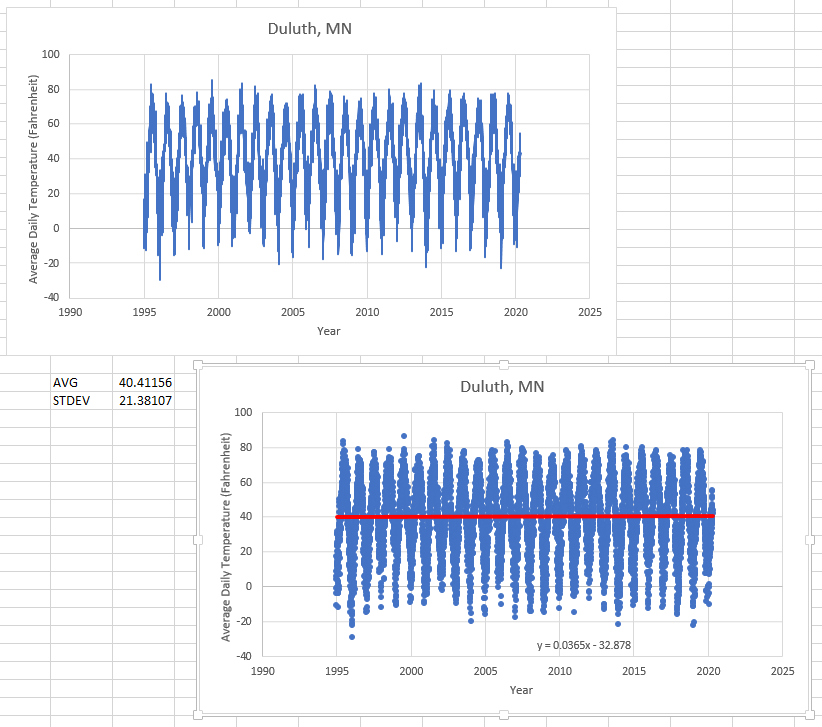 Duluth, MN
100
80
60
40
20
0
-20
-40
Average Daily Temperature (Fahrenheit)
1990 1995 2000 2005 2010 2015 2020 2025
Year
AVG 40.41156
STDEV 21.38107
Duluth, MN
100
80
60
40
20
0
-20
-40
Average Daily Temperature (Fahrenheit)
y = 0.0365x - 32.878
1990 1995 2000 2005 2010 2015 2020 2025
Year